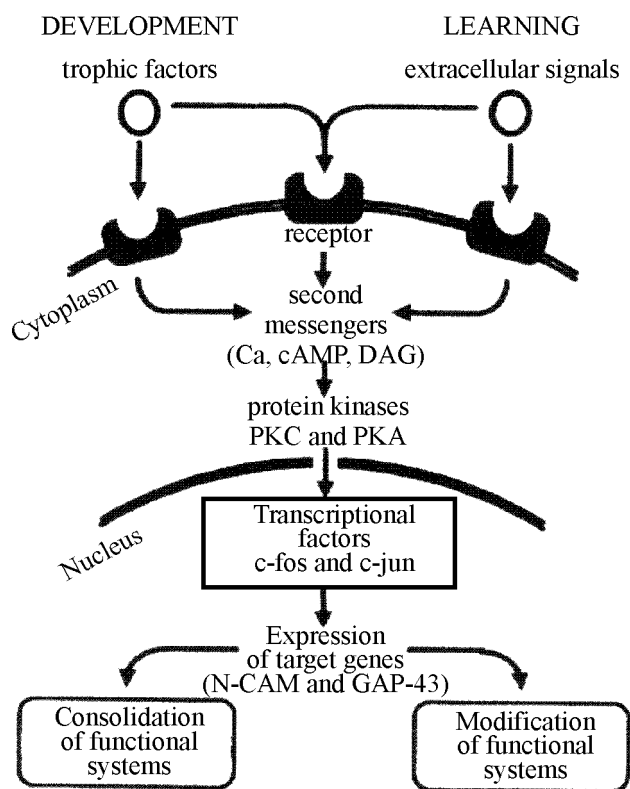 DEVELOPMENT
LEARNING
trophic factors
extracellular signals
receptor
Cytoplasm
second
messengers
(Ca, cAMP, DAG)
protein kinases
PKC and PKA
Nucleus
Transcriptional
factors
c-fos and c-jun
Expression
of target genes
(N-CAM and GAP-43)
Consolidation
of functional
systems
Modification
of functional
systems